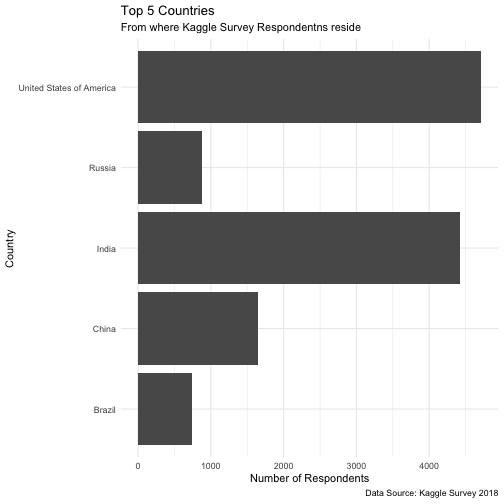 Top 5 Countries
From where Kaggle Survey Respondentns reside
United States of America
Russia
India
China
Brazil
Country
0 1000 2000 3000 4000
Number of Respondents
Data Source: Kaggle Survey 2018